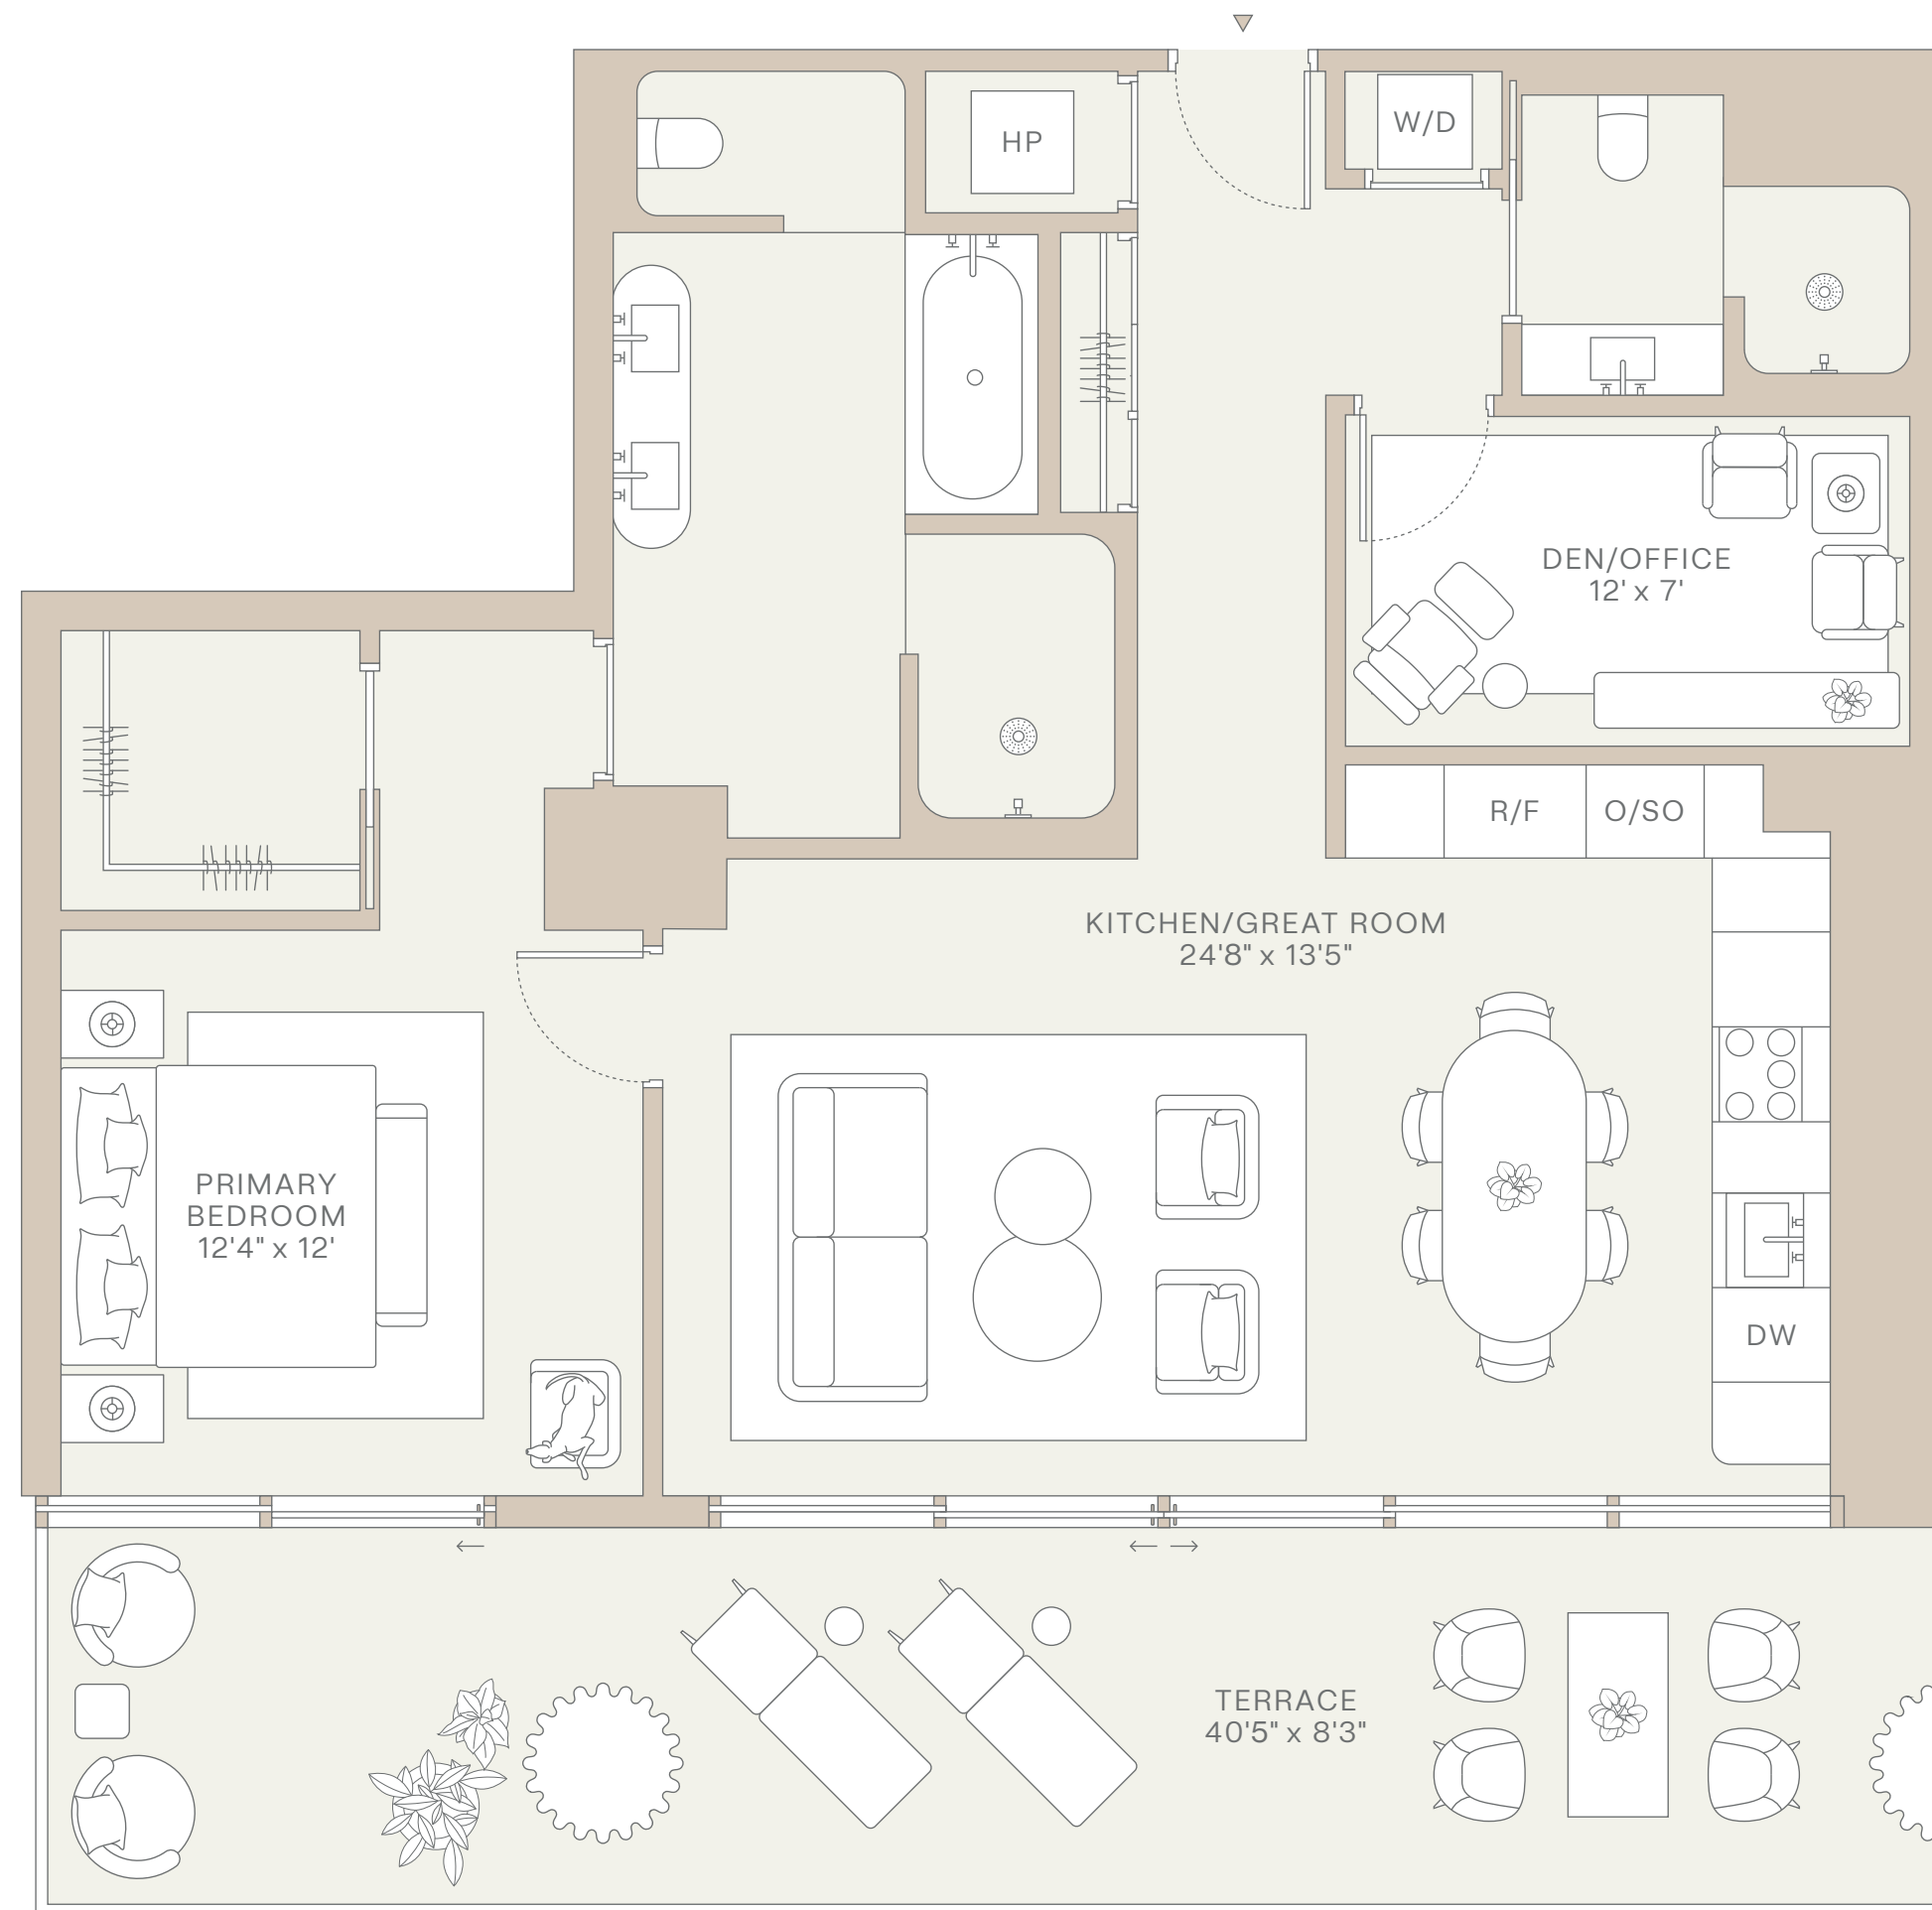 HP
W/D
DEN/OFFICE
12' x 7'
R/F
O/SO
KITCHEN/GREAT ROOM
24'8" x 13'5"
PRIMARY
BEDROOM
12'4" x 12'
DW
TERRACE
40'5" x 8'3"